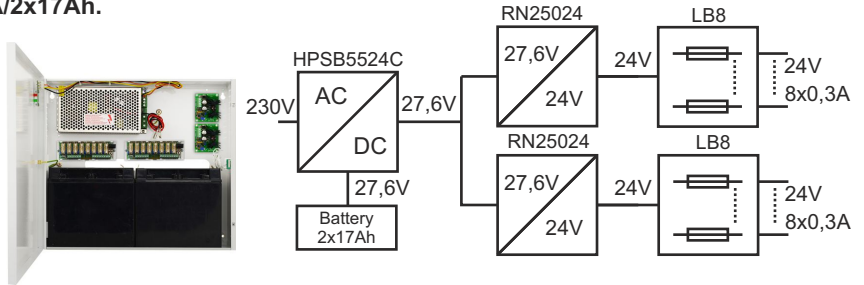 A/2x17Ah.
HPSB5524C
230V
AC
DC
27,6V
27,6V
Battery
2x17Ah
RN25024
27,6V
24V
24V
LB8
24V
8x0,3A
RN25024
27,6V
24V
24V
LB8
24V
8x0,3A